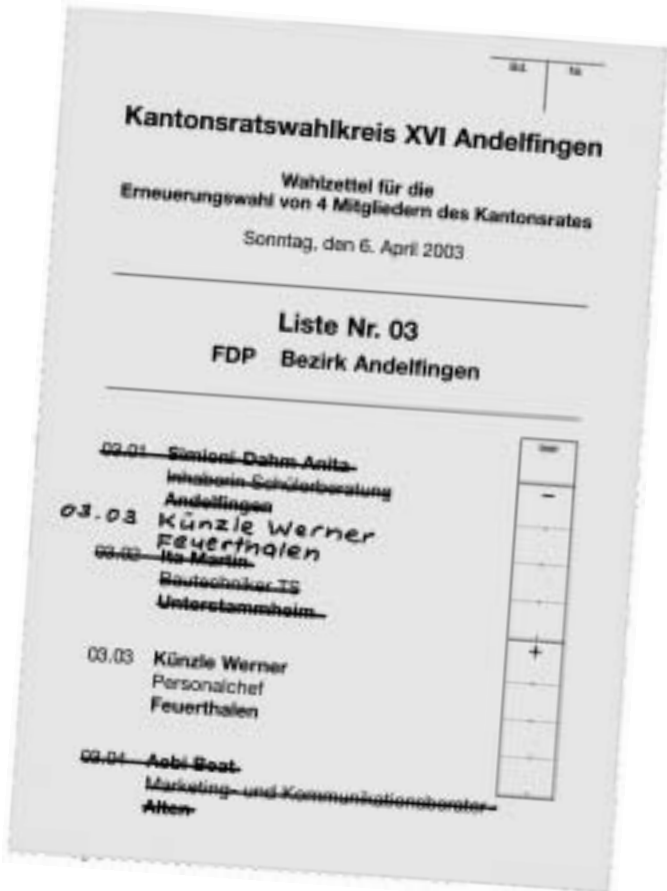 Kantonsratswahlkreis XVI Andelfingen
Wahlzettel für die
Erneuerungswahl von 4 Mitgliedern des Kantonsrates
Sonntag, den 6. April 2003
Liste Nr. 03
FDP Bezirk Andelfingen
03.01 Simioni-Dahm Anita
Inhaberin Schülerberatung
Andelfingen
03.03 Künzle Werner
Feuerthalen
03.02 Ita Martin
Bautechniker TS
Unterstammheim
03.03 Künzle Werner
Personalchef
Feuerthalen
03.04 Aebi Beat
Marketing- und Kommunikationsberater
Alten